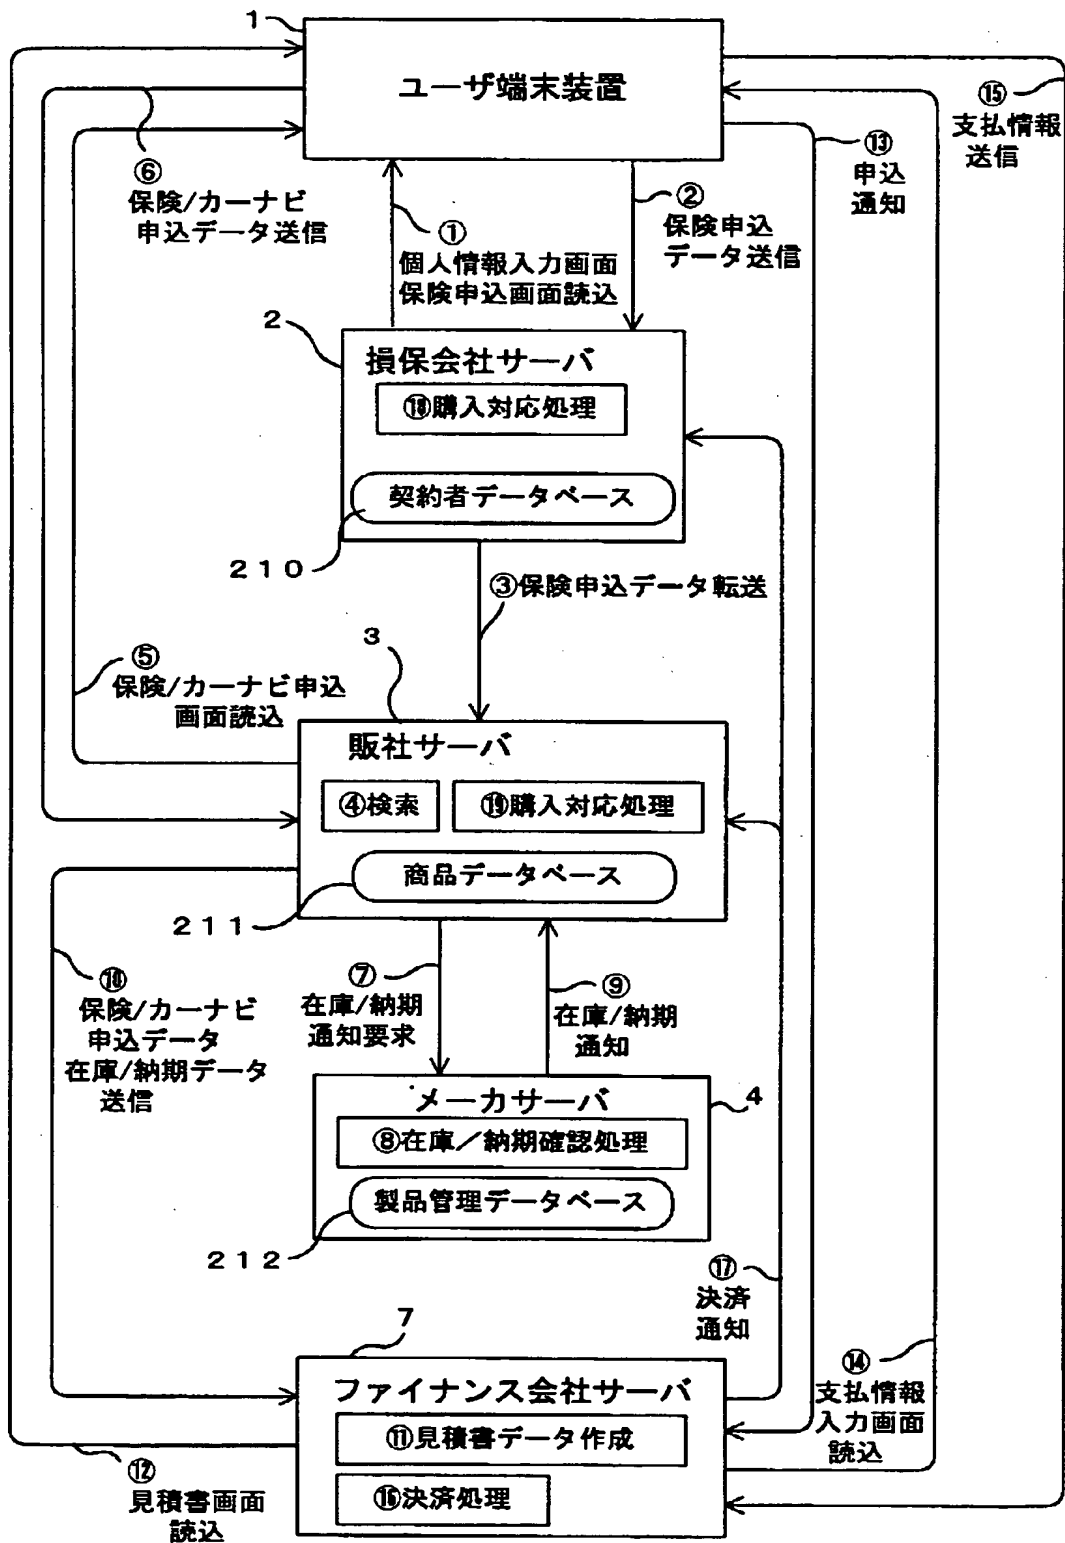 1
ユーザ端末装置
⑮
支払情報
送信
⑬
申込
通知
⑥
保険/カーナビ
申込データ送信
①
個人情報入力画面
保険申込画面読込
②
保険申込
データ送信
2
損保会社サーバ
⑱購入対応処理
契約者データベース
210
③保険申込データ転送
⑤
保険/カーナビ申込
画面読込
3
販社サーバ
④検索
⑲購入対応処理
商品データベース
211
⑩
保険/カーナビ
申込データ
在庫/納期データ
送信
⑦
在庫/納期
通知要求
⑨
在庫/納期
通知
4
メーカサーバ
⑧在庫／納期確認処理
製品管理データベース
212
⑰
決済
通知
7
ファイナンス会社サーバ
⑪見積書データ作成
⑯決済処理
⑭
支払情報
入力画面
読込
⑫
見積書画面
読込